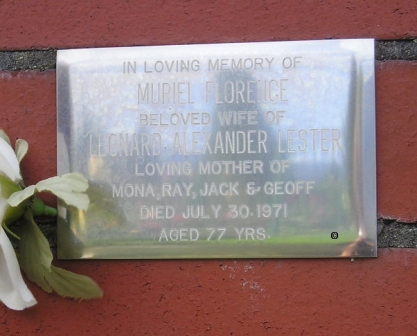 IN LOVING MEMORY OF
MURIEL FLORENCE
BELOVED WIFE OF
LEONARD ALEXANDER LESTER
LOVING MOTHER OF
MONA, RAY, JACK & GEOFF
DIED JULY 30. 1971
AGED 77 YRS.
©